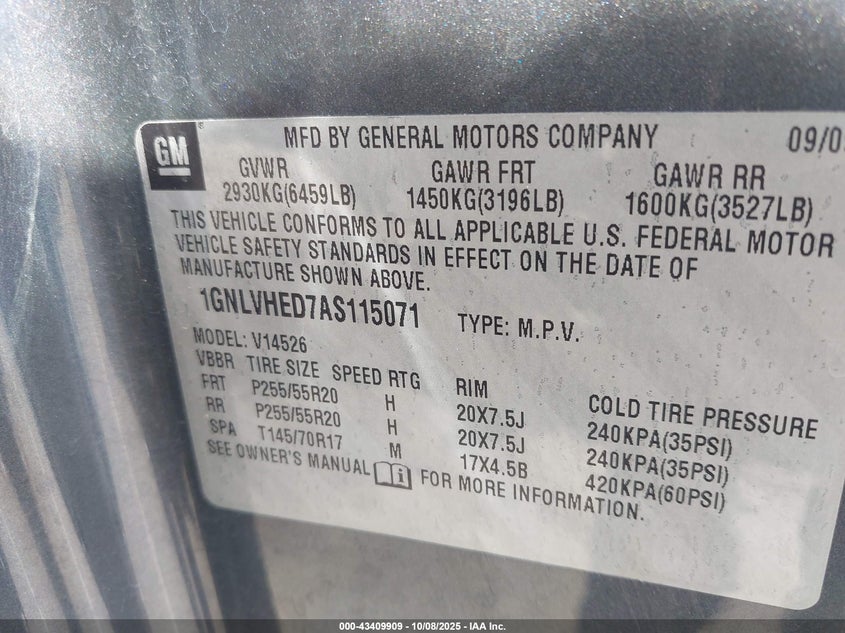 GM
MFD BY GENERAL MOTORS COMPANY 09/0
GVWR GAWR FRT GAWR RR
2930KG(6459LB) 1450KG(3196LB) 1600KG(3527LB)
THIS VEHICLE CONFORMS TO ALL APPLICABLE U.S. FEDERAL MOTOR
VEHICLE SAFETY STANDARDS IN EFFECT ON THE DATE OF
MANUFACTURE SHOWN ABOVE.
1GNLVHED7AS115071 TYPE: M.P.V.
MODEL: V14526
VBBR TIRE SIZE SPEED RTG RIM COLD TIRE PRESSURE
FRT P255/55R20 H 20X7.5J 240KPA(35PSI)
RR P255/55R20 H 20X7.5J 240KPA(35PSI)
SPA T145/70R17 M 17X4.5B 420KPA(60PSI)
SEE OWNER'S MANUAL FOR MORE INFORMATION.
000-43409909 - 10/08/2025 - IAA Inc.